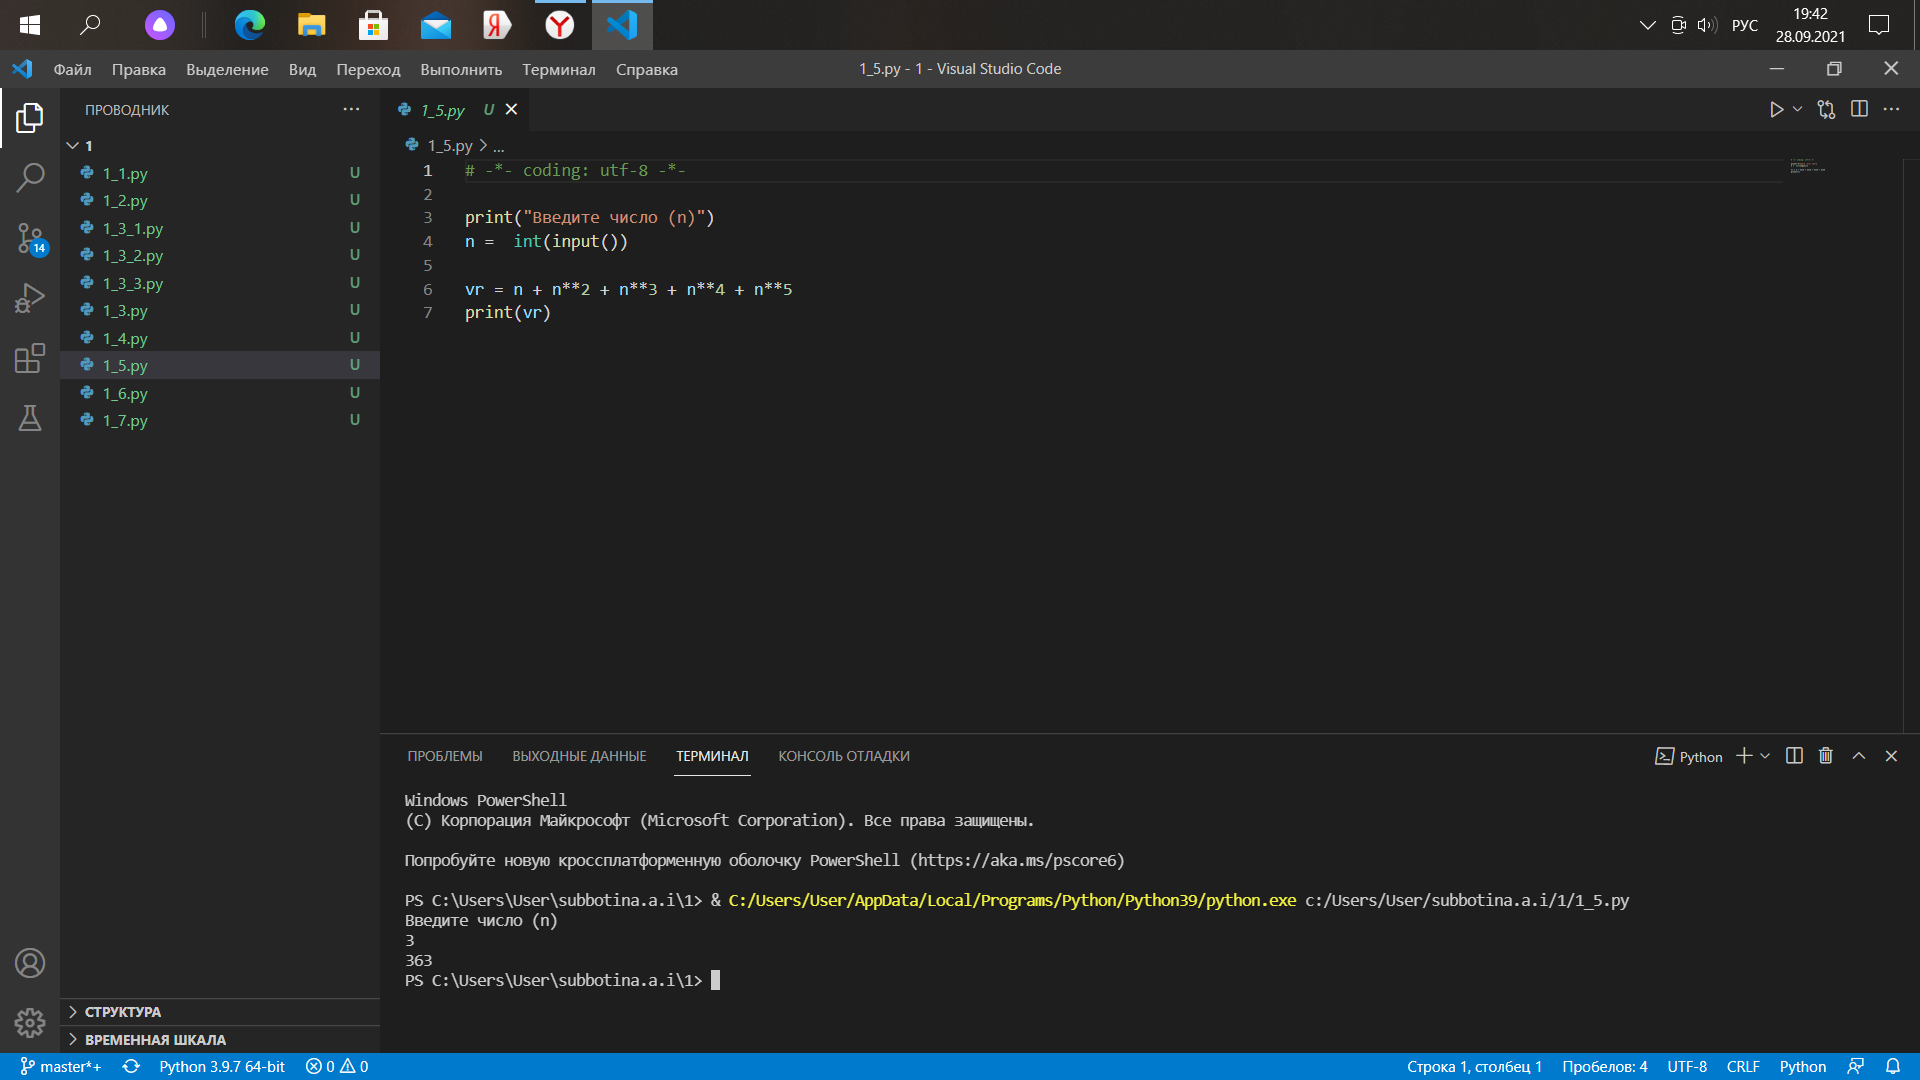 РУС
19:42
28.09.2021
Файл Правка Выделение Вид Переход Выполнить Терминал Справка
1_5.py - 1 - Visual Studio Code
ПРОВОДНИК
1
1_1.py U
1_2.py U
1_3_1.py U
1_3_2.py U
1_3_3.py U
1_3.py U
1_4.py U
1_5.py U
1_6.py U
1_7.py U
14
СТРУКТУРА
ВРЕМЕННАЯ ШКАЛА
1_5.py U
1_5.py > ...
1 # -*- coding: utf-8 -*-
2
3 print("Введите число (n)")
4 n =  int(input())
5
6 vr = n + n**2 + n**3 + n**4 + n**5
7 print(vr)
ПРОБЛЕМЫ ВЫХОДНЫЕ ДАННЫЕ ТЕРМИНАЛ КОНСОЛЬ ОТЛАДКИ
Python
Windows PowerShell
(C) Корпорация Майкрософт (Microsoft Corporation). Все права защищены.
Попробуйте новую кроссплатформенную оболочку PowerShell (https://aka.ms/pscore6)
PS C:\Users\User\subbotina.a.i\1> & C:/Users/User/AppData/Local/Programs/Python/Python39/python.exe c:/Users/User/subbotina.a.i/1/1_5.py
Введите число (n)
3
363
PS C:\Users\User\subbotina.a.i\1>
master*+ Python 3.9.7 64-bit 0 0
Строка 1, столбец 1 Пробелов: 4 UTF-8 CRLF Python